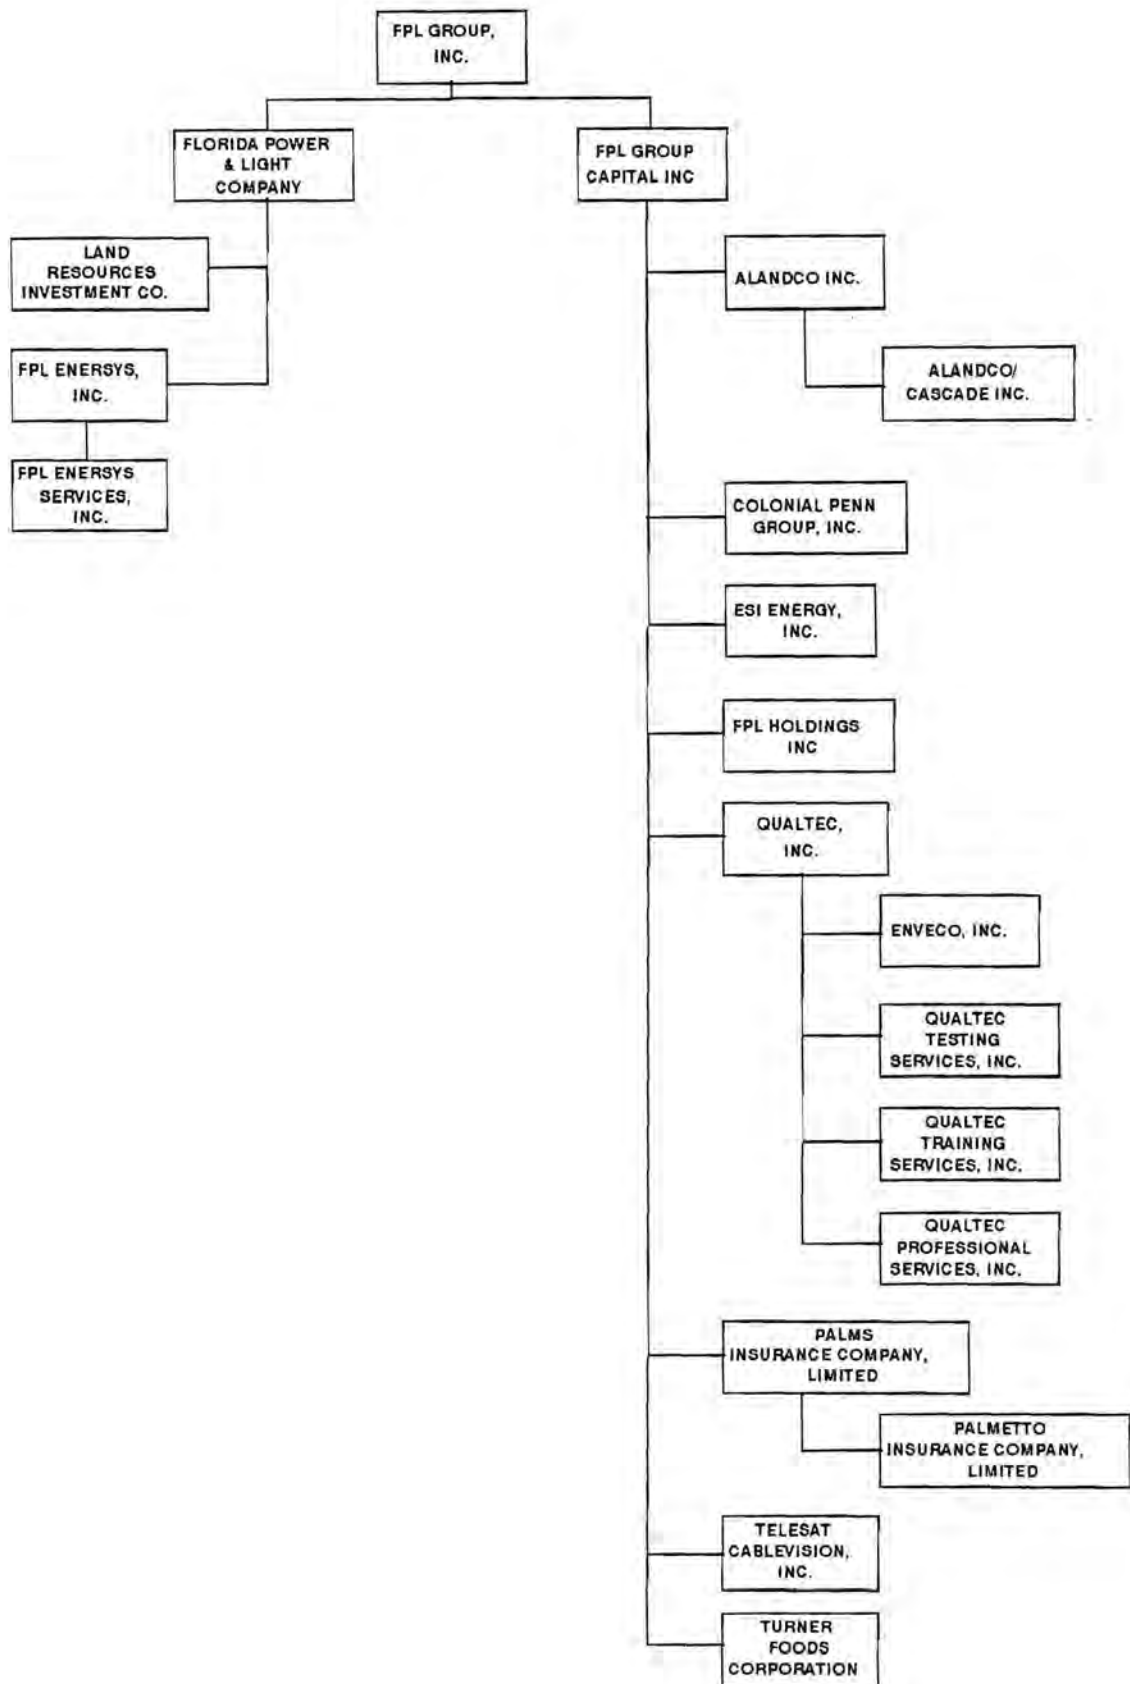 FPL GROUP,
INC.
FLORIDA POWER
& LIGHT
COMPANY
FPL GROUP
CAPITAL INC
LAND
RESOURCES
INVESTMENT CO.
ALANDCO INC.
FPL ENERSYS,
INC.
ALANDCO/
CASCADE INC.
FPL ENERSYS
SERVICES,
INC.
COLONIAL PENN
GROUP, INC.
ESI ENERGY,
INC.
FPL HOLDINGS
INC
QUALTEC,
INC.
ENVECO, INC.
QUALTEC
TESTING
SERVICES, INC.
QUALTEC
TRAINING
SERVICES, INC.
QUALTEC
PROFESSIONAL
SERVICES, INC.
PALMS
INSURANCE COMPANY,
LIMITED
PALMETTO
INSURANCE COMPANY,
LIMITED
TELESAT
CABLEVISION,
INC.
TURNER
FOODS
CORPORATION